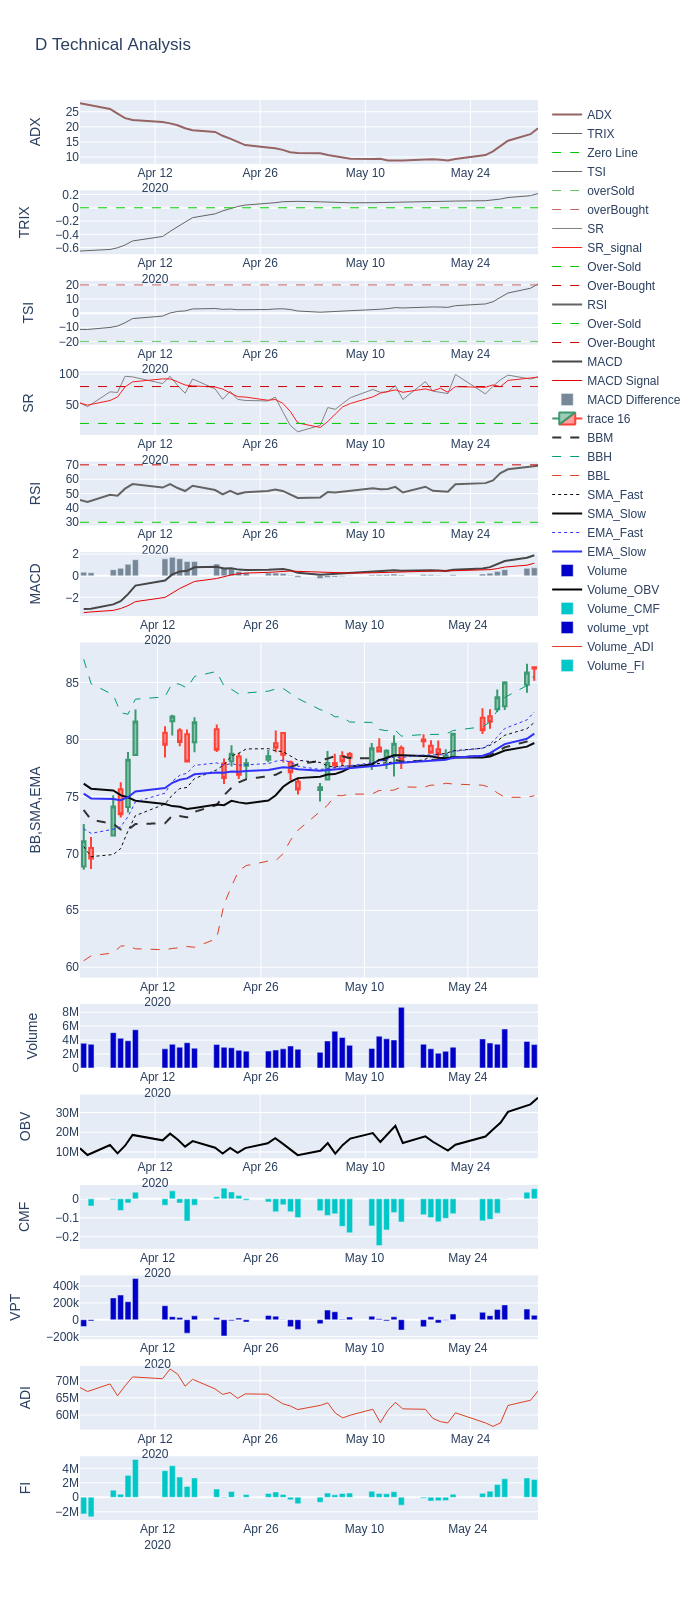 D Technical Analysis
ADX
25
20
15
10
Apr 12
2020
Apr 26
May 10
May 24
TRIX
0.2
0
−0.2
−0.4
−0.6
Apr 12
2020
Apr 26
May 10
May 24
TSI
20
10
0
−10
−20
Apr 12
2020
Apr 26
May 10
May 24
SR
100
50
Apr 12
2020
Apr 26
May 10
May 24
RSI
70
60
50
40
30
Apr 12
2020
Apr 26
May 10
May 24
MACD
2
0
−2
Apr 12
2020
Apr 26
May 10
May 24
BB,SMA,EMA
85
80
75
70
65
60
Apr 12
2020
Apr 26
May 10
May 24
Volume
8M
6M
4M
2M
0
Apr 12
2020
Apr 26
May 10
May 24
OBV
30M
20M
10M
Apr 12
2020
Apr 26
May 10
May 24
CMF
0
−0.1
−0.2
Apr 12
2020
Apr 26
May 10
May 24
VPT
400k
200k
0
−200k
Apr 12
2020
Apr 26
May 10
May 24
ADI
70M
65M
60M
Apr 12
2020
Apr 26
May 10
May 24
FI
4M
2M
0
−2M
Apr 12
2020
Apr 26
May 10
May 24
ADX
TRIX
Zero Line
TSI
overSold
overBought
SR
SR_signal
Over-Sold
Over-Bought
RSI
Over-Sold
Over-Bought
MACD
MACD Signal
MACD Difference
trace 16
BBM
BBH
BBL
SMA_Fast
SMA_Slow
EMA_Fast
EMA_Slow
Volume
Volume_OBV
Volume_CMF
volume_vpt
Volume_ADI
Volume_FI